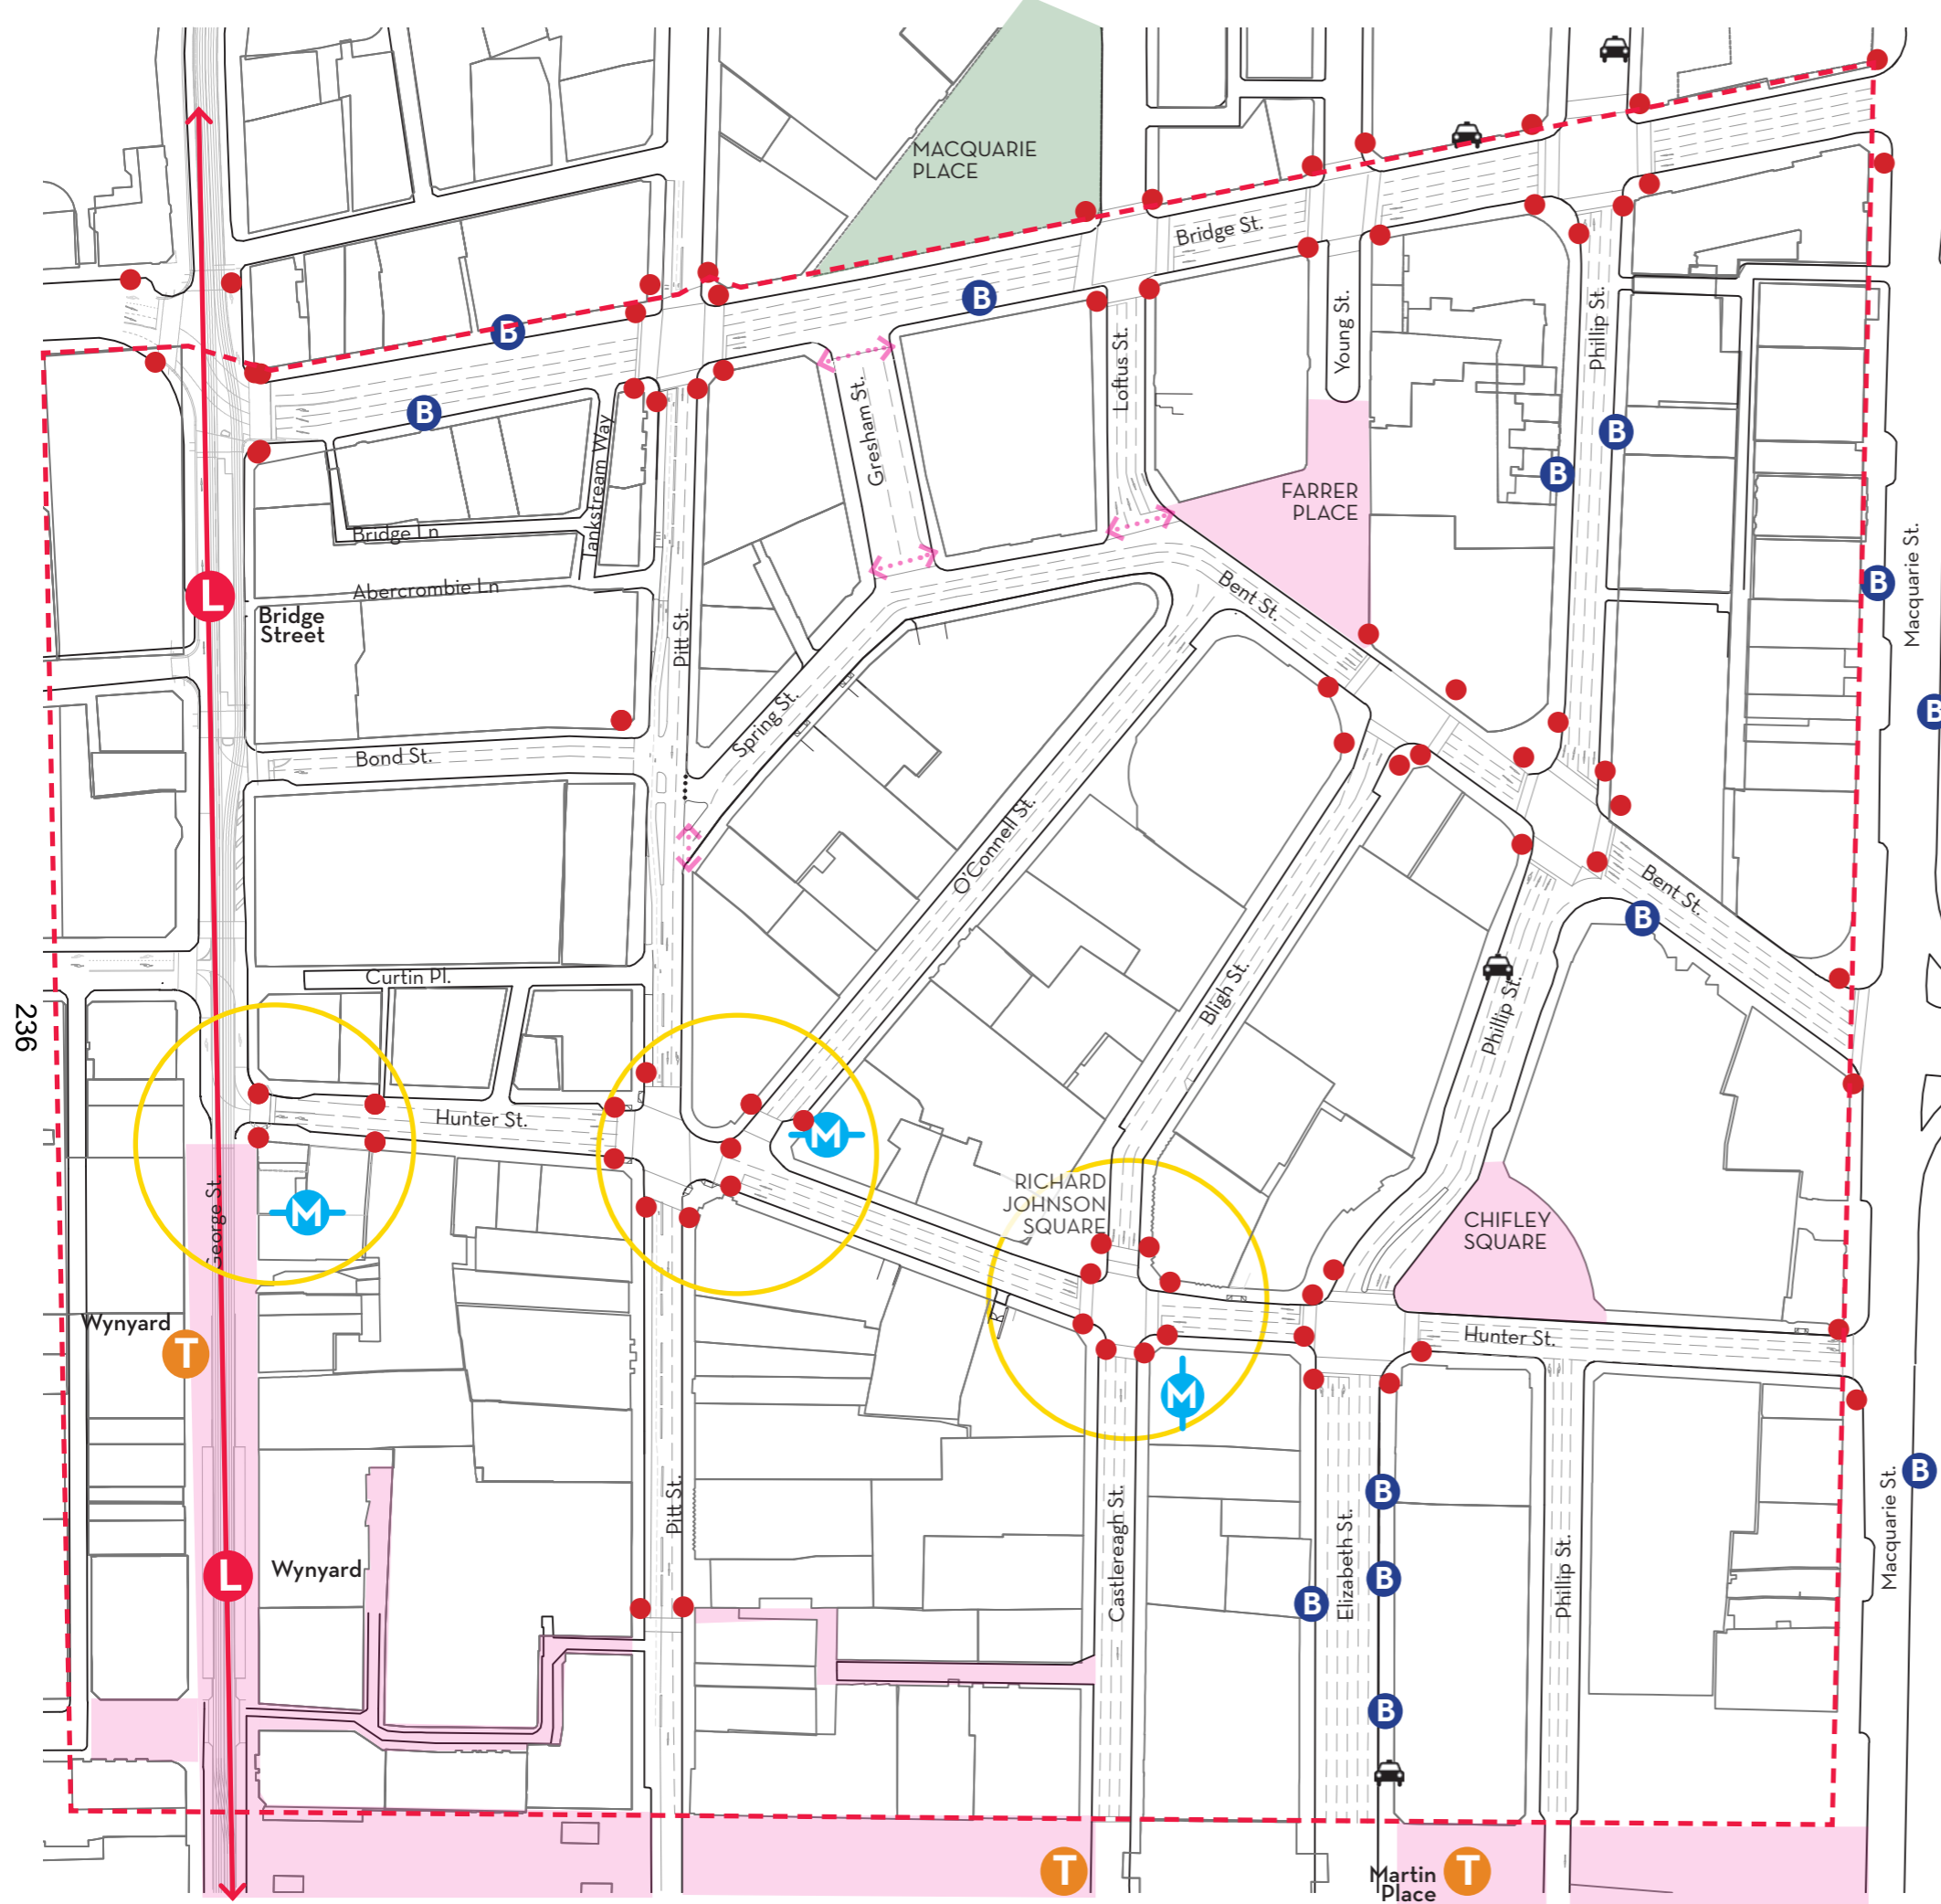 MACQUARIE
PLACE
Bridge St.
B
B
B
Young St.
Phillip St.
Loftus St.
Gresham St.
B
B
FARRER
PLACE
Bridge Ln
Abercrombie Ln
L
Bridge
Street
Pitt St.
Bent St.
B
Macquarie St.
B
Spring St.
Bond St.
O'Connell St.
Bent St.
B
Curtin Pl.
Bligh St.
Phillip St.
236
Hunter St.
M
M
George St.
RICHARD
JOHNSON
SQUARE
CHIFLEY
SQUARE
Wynyard
T
Hunter St.
M
Pitt St.
Castlereagh St.
Elizabeth St.
Phillip St.
Macquarie St.
B
B
B
B
B
L
Wynyard
T
Martin
Place
T